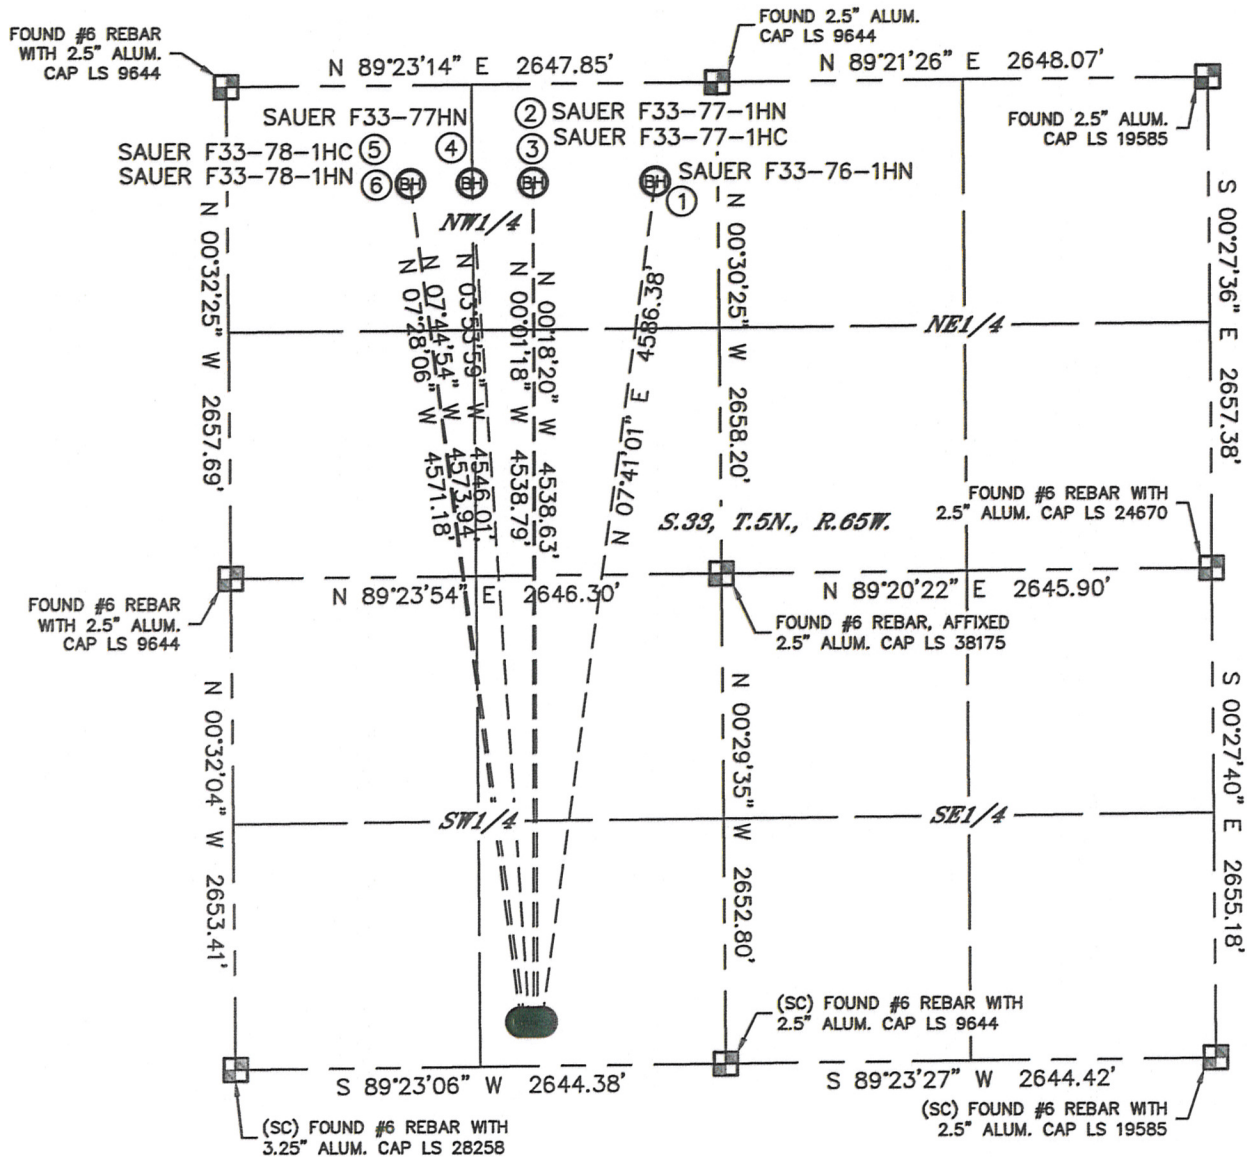 FOUND #6 REBAR
WITH 2.5" ALUM.
CAP LS 9644
FOUND 2.5" ALUM.
CAP LS 9644
N 89°23'14" E 2647.85'
N 89°21'26" E 2648.07'
FOUND 2.5" ALUM.
CAP LS 19585
SAUER F33-77HN
② SAUER F33-77-1HN
③ SAUER F33-77-1HC
SAUER F33-78-1HC ⑤
④
SAUER F33-78-1HN ⑥
BH
BH
BH
BH
SAUER F33-76-1HN
①
NW1/4
N 00°32'25" W 2657.69'
N 07°28'06" W 4571.18'
N 07°44'54" W 4573.94'
N 03°53'59" W 4546.01'
N 00°01'18" W 4538.79'
N 00°18'20" W 4538.63'
N 07°41'01" E 4586.38'
N 00°30'25" W 2658.20'
NE1/4
S 00°27'36" E 2657.38'
S.33, T.5N., R.65W.
FOUND #6 REBAR WITH
2.5" ALUM. CAP LS 24670
N 89°23'54" E 2646.30'
N 89°20'22" E 2645.90'
FOUND #6 REBAR
WITH 2.5" ALUM.
CAP LS 9644
FOUND #6 REBAR, AFFIXED
2.5" ALUM. CAP LS 38175
N 00°32'04" W 2653.41'
SW1/4
N 00°29'35" W 2652.80'
SE1/4
S 00°27'40" E 2655.18'
(SC) FOUND #6 REBAR WITH
2.5" ALUM. CAP LS 9644
S 89°23'06" W 2644.38'
S 89°23'27" W 2644.42'
(SC) FOUND #6 REBAR WITH
3.25" ALUM. CAP LS 28258
(SC) FOUND #6 REBAR WITH
2.5" ALUM. CAP LS 19585